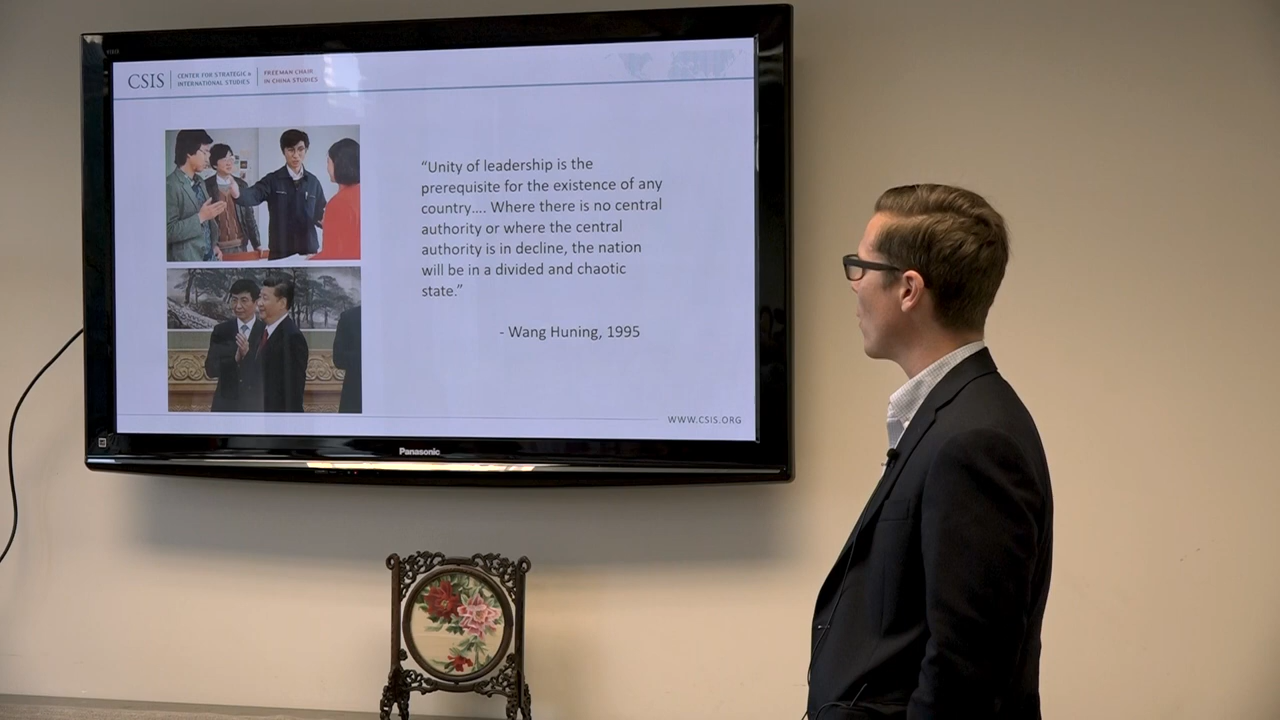 CSIS
CENTER FOR STRATEGIC &
INTERNATIONAL STUDIES
FREEMAN CHAIR
IN CHINA STUDIES
“Unity of leadership is the
prerequisite for the existence of any
country.... Where there is no central
authority or where the central
authority is in decline, the nation
will be in a divided and chaotic
state.”
- Wang Huning, 1995
WWW.CSIS.ORG
Panasonic